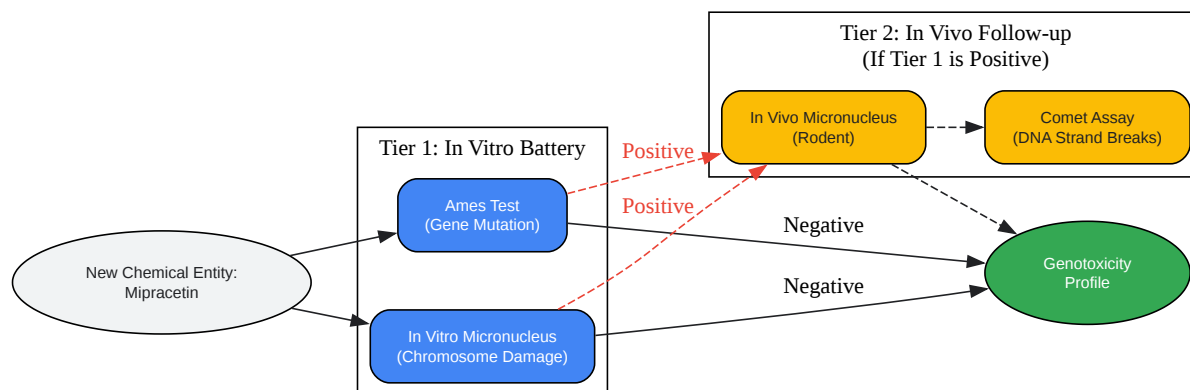 Tier 2: In Vivo Follow-up
(If Tier 1 is Positive)
In Vivo Micronucleus
(Rodent)
Comet Assay
(DNA Strand Breaks)
Tier 1: In Vitro Battery
Positive
Ames Test
(Gene Mutation)
Positive
Negative
New Chemical Entity:
Mipracetin
Genotoxicity
Profile
Negative
In Vitro Micronucleus
(Chromosome Damage)